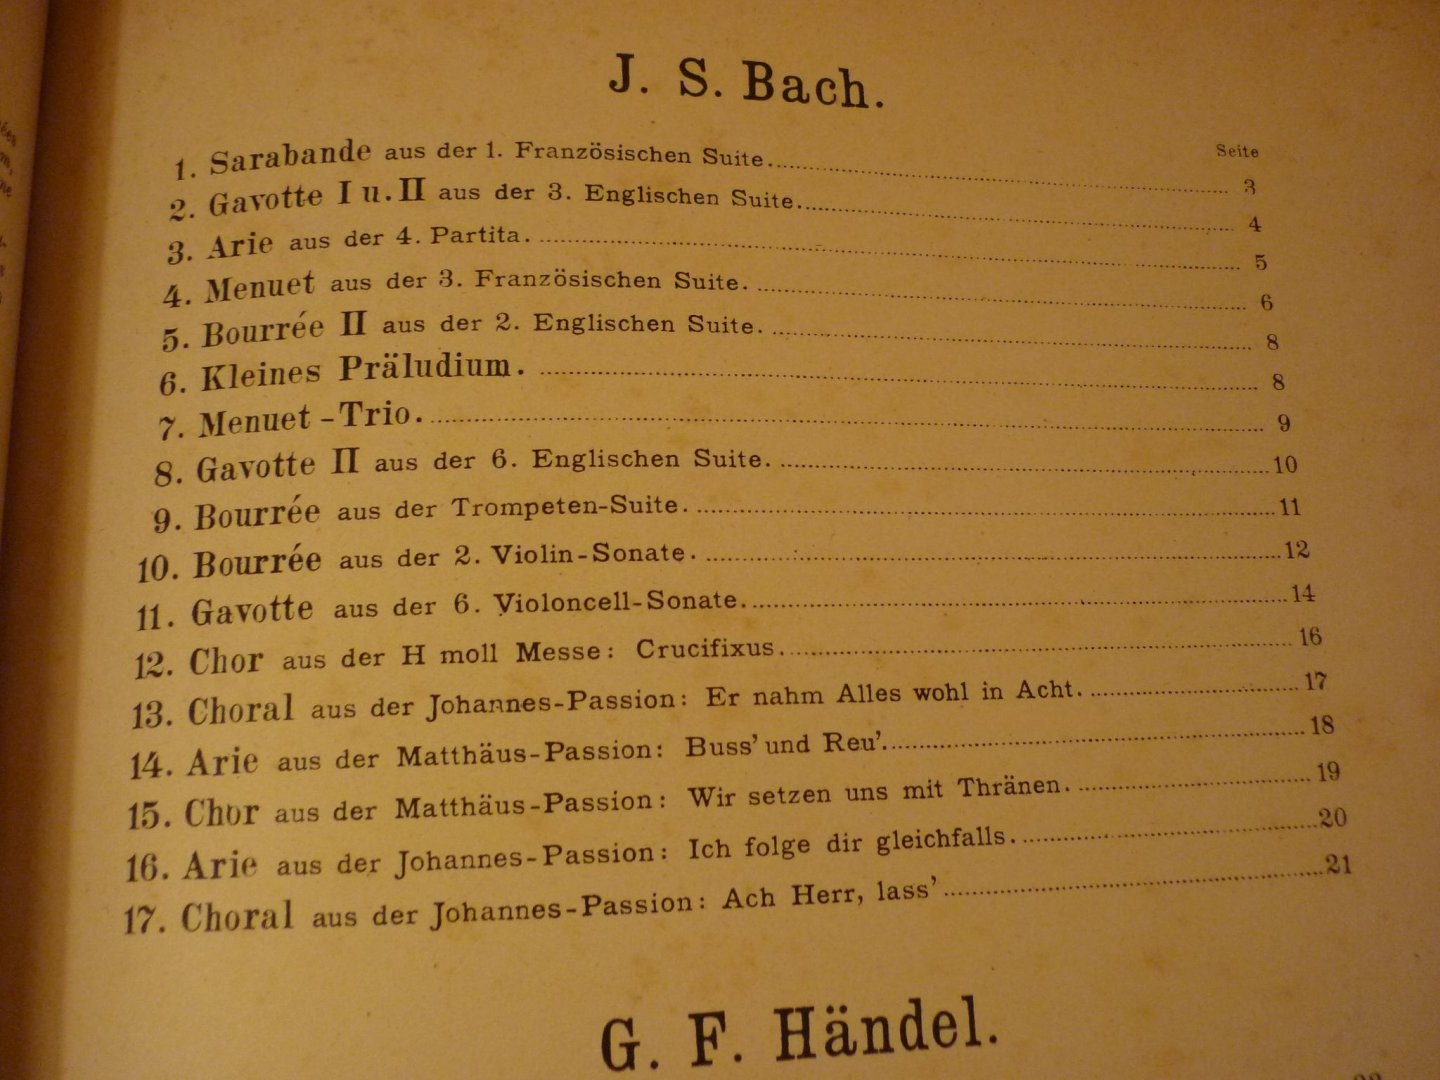 J. S. Bach.
Seite
1. Sarabande aus der 1. Französischen Suite. 3
2. Gavotte I u. II aus der 3. Englischen Suite. 4
3. Arie aus der 4. Partita. 5
4. Menuet aus der 3. Französischen Suite. 6
5. Bourrée II aus der 2. Englischen Suite. 8
6. Kleines Präludium. 8
7. Menuet-Trio. 9
8. Gavotte II aus der 6. Englischen Suite. 10
9. Bourrée aus der Trompeten-Suite. 11
10. Bourrée aus der 2. Violin-Sonate. 12
11. Gavotte aus der 6. Violoncell-Sonate. 14
12. Chor aus der H moll Messe: Crucifixus. 16
13. Choral aus der Johannes-Passion: Er nahm Alles wohl in Acht. 17
14. Arie aus der Matthäus-Passion: Buss' und Reu'. 18
15. Chor aus der Matthäus-Passion: Wir setzen uns mit Thränen. 19
16. Arie aus der Johannes-Passion: Ich folge dir gleichfalls. 20
17. Choral aus der Johannes-Passion: Ach Herr, lass' 21
G. F. Händel.